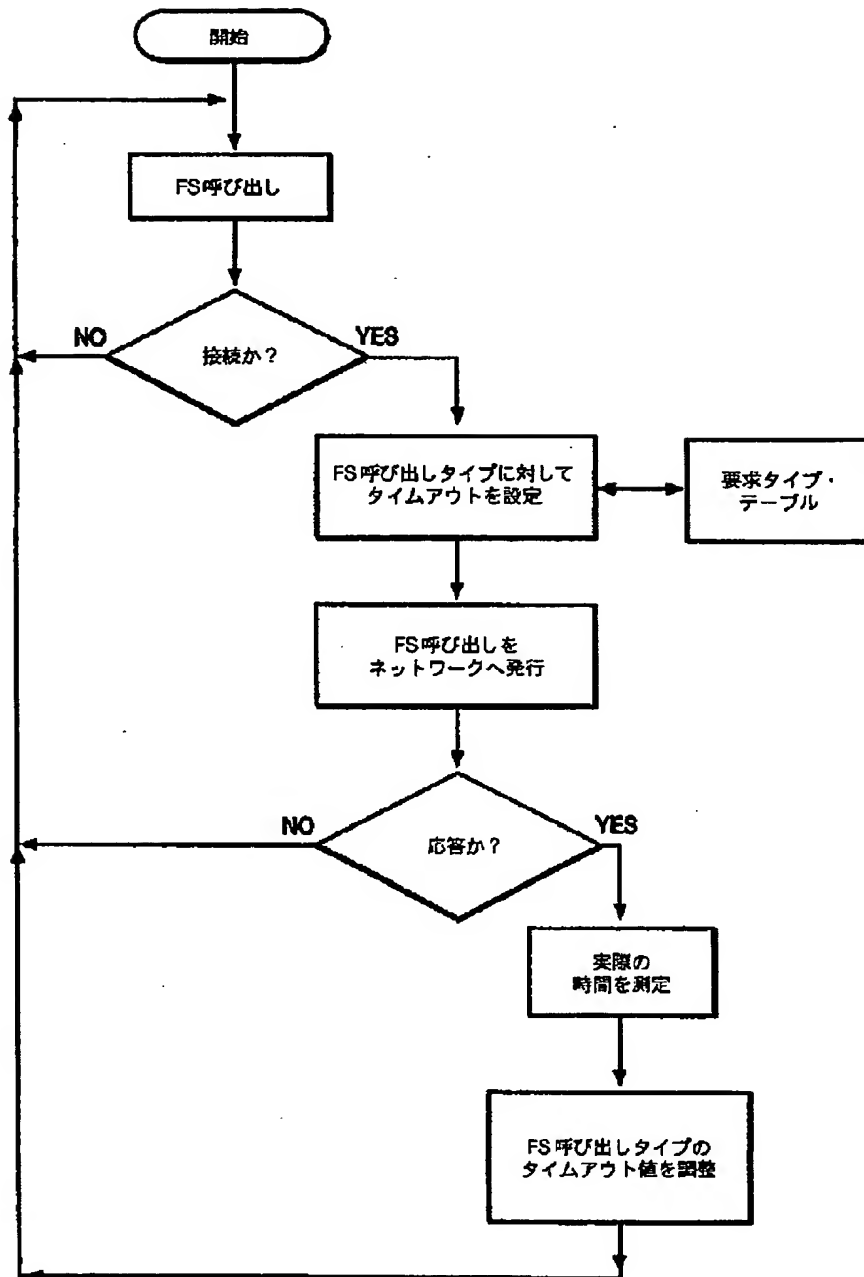 開始
FS呼び出し
NO
YES
接続か？
FS呼び出しタイプに対して
タイムアウトを設定
要求タイプ・
テーブル
FS呼び出しを
ネットワークへ発行
NO
YES
応答か？
実際の
時間を測定
FS呼び出しタイプの
タイムアウト値を調整